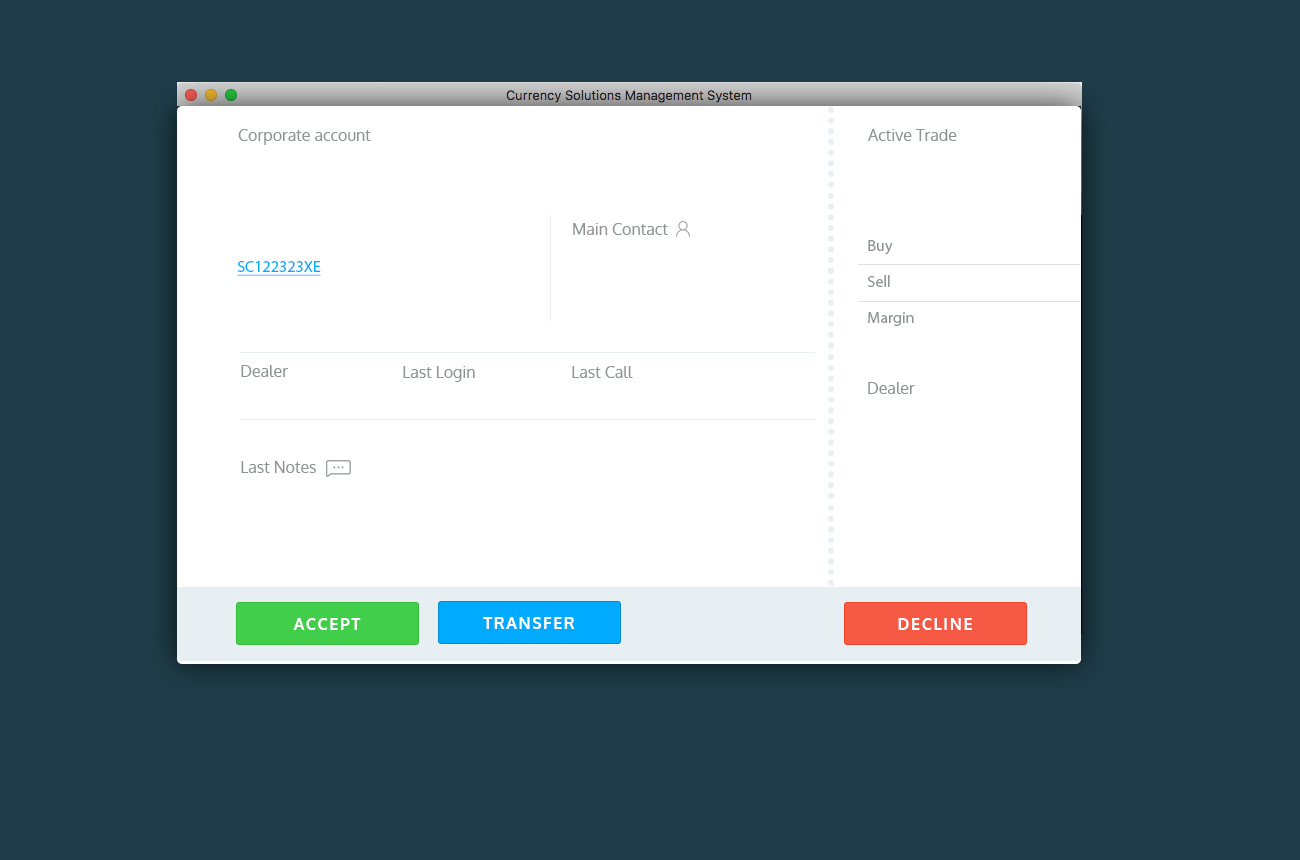 Currency Solutions Management System
Corporate account
Main Contact
SC122323XE
Dealer
Last Login
Last Call
Last Notes
Active Trade
Buy
Sell
Margin
Dealer
ACCEPT
TRANSFER
DECLINE